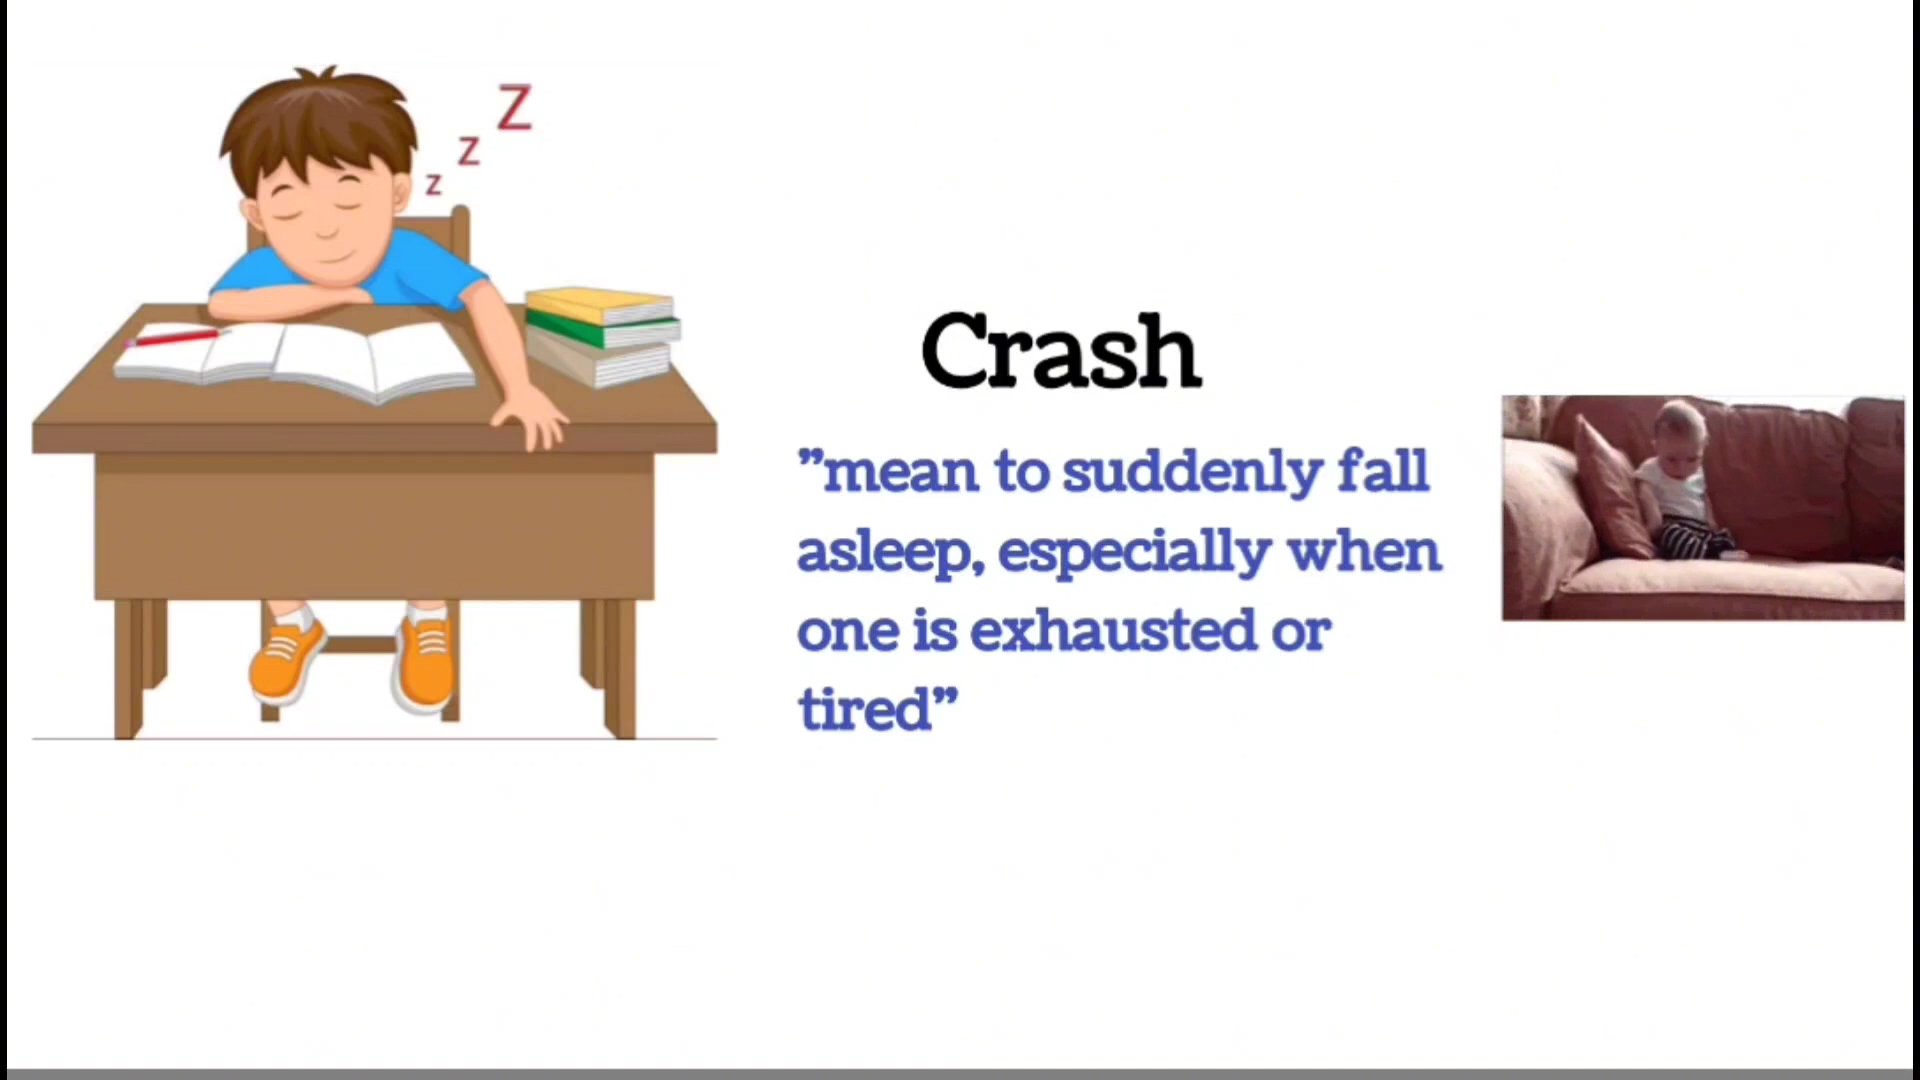 z z Z
Crash
”mean to suddenly fall
asleep, especially when
one is exhausted or
tired”